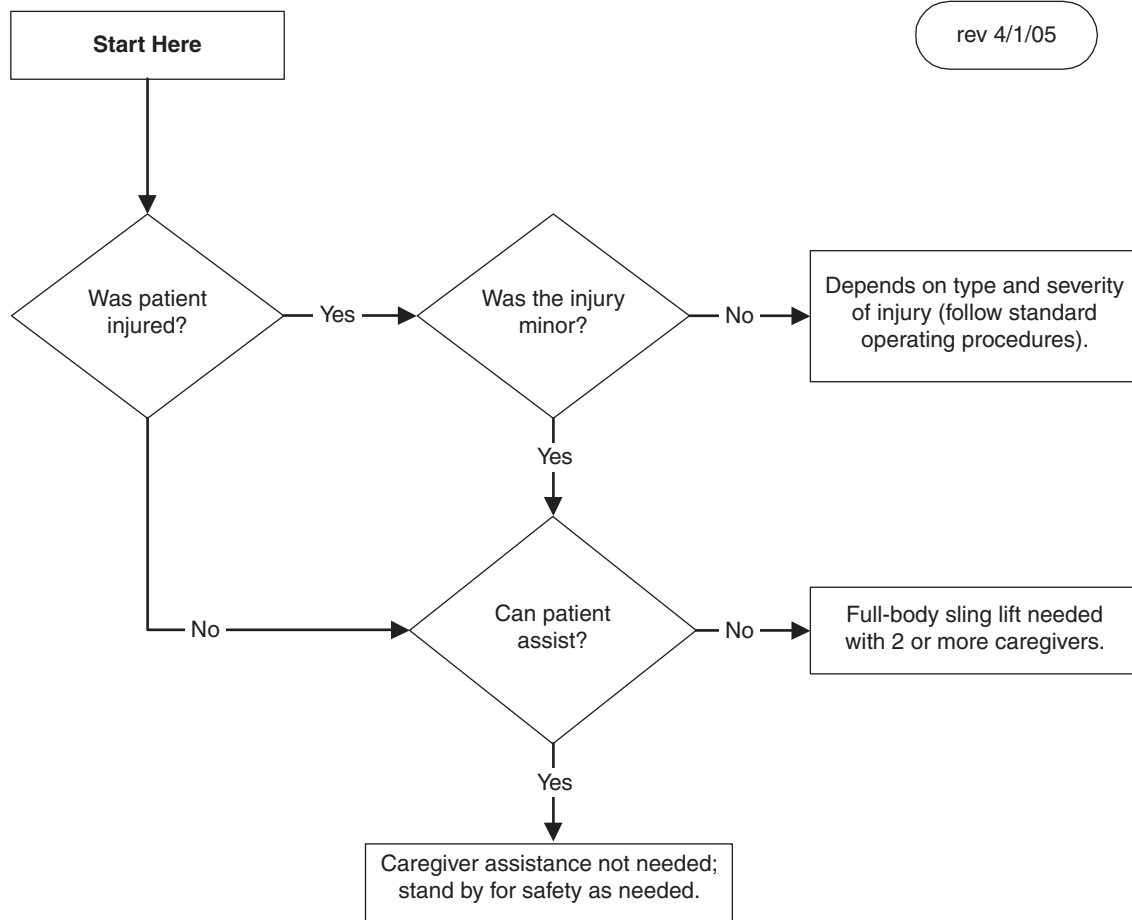 Start Here
rev 4/1/05
Was patient
injured?
Yes
Was the injury
minor?
No
Depends on type and severity
of injury (follow standard
operating procedures).
Yes
No
Can patient
assist?
No
Full-body sling lift needed
with 2 or more caregivers.
Yes
Caregiver assistance not needed;
stand by for safety as needed.